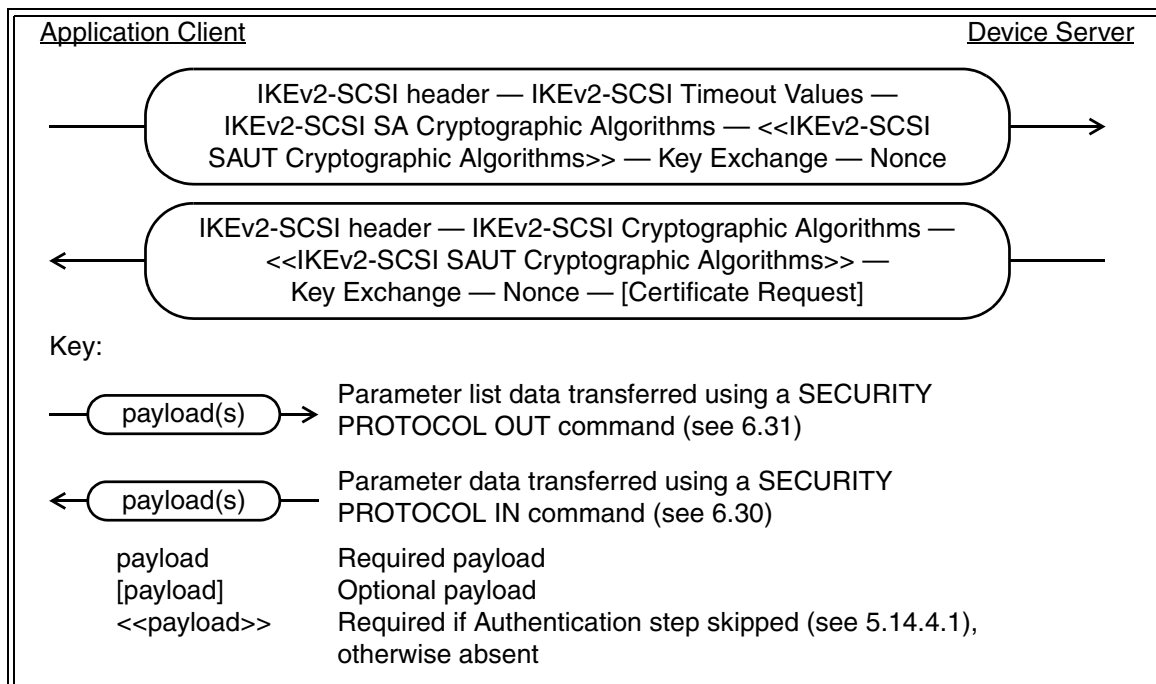 Application Client Device Server
IKEv2-SCSI header — IKEv2-SCSI Timeout Values —
IKEv2-SCSI SA Cryptographic Algorithms — <<IKEv2-SCSI
SAUT Cryptographic Algorithms>> — Key Exchange — Nonce
IKEv2-SCSI header — IKEv2-SCSI Cryptographic Algorithms —
<<IKEv2-SCSI SAUT Cryptographic Algorithms>> —
Key Exchange — Nonce — [Certificate Request]
Key:
payload(s) Parameter list data transferred using a SECURITY
PROTOCOL OUT command (see 6.31)
payload(s) Parameter data transferred using a SECURITY
PROTOCOL IN command (see 6.30)
payload Required payload
[payload] Optional payload
<<payload>> Required if Authentication step skipped (see 5.14.4.1),
otherwise absent